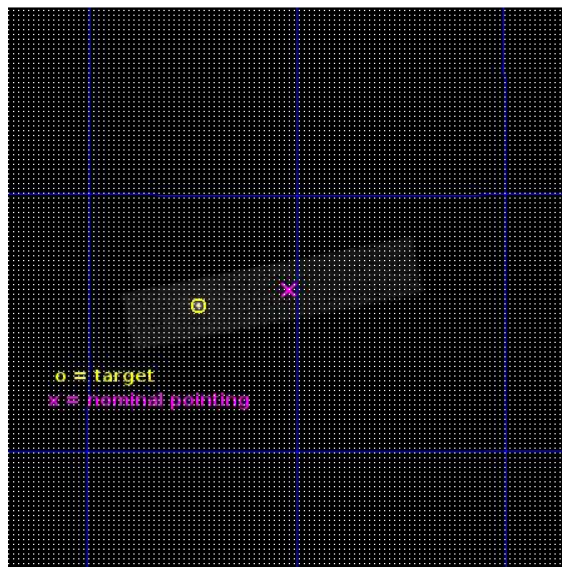 o = target
x = nominal pointing